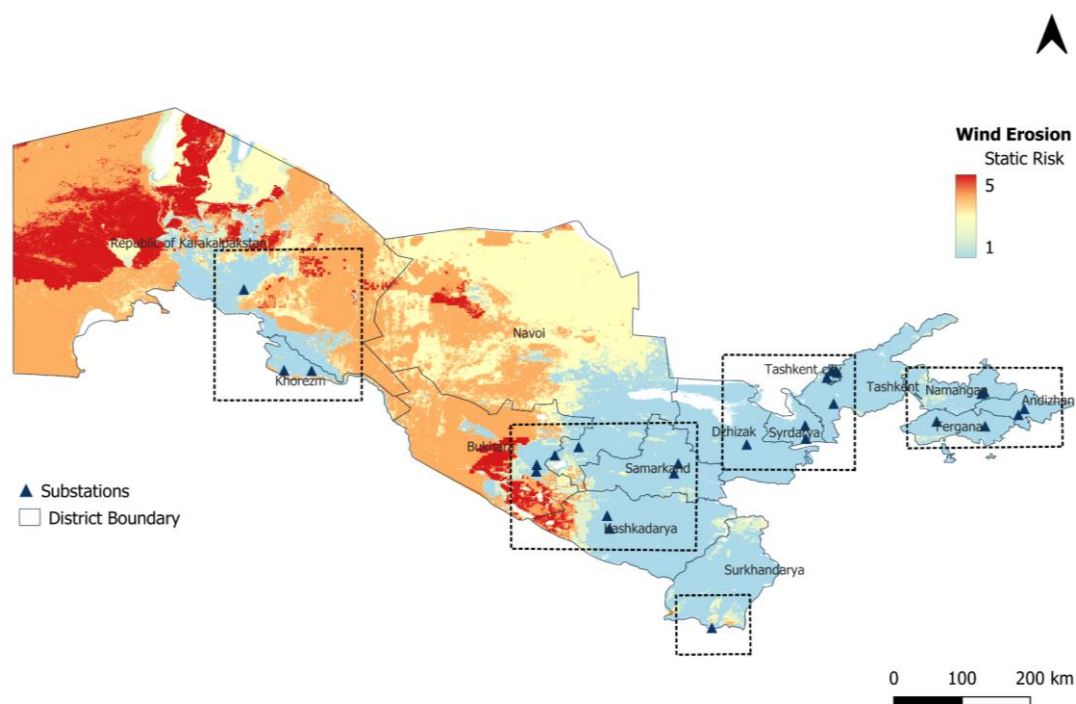 Wind Erosion
Static Risk
5
1
Republic of Karakalpakstan
Navoi
Khorezm
Tashkent city
Tashkent
Namangan
Andizhan
Fergana
Bukhara
Dzhizak
Syrdarya
Samarkand
Kashkadarya
Surkhandarya
Substations
District Boundary
0 100 200 km